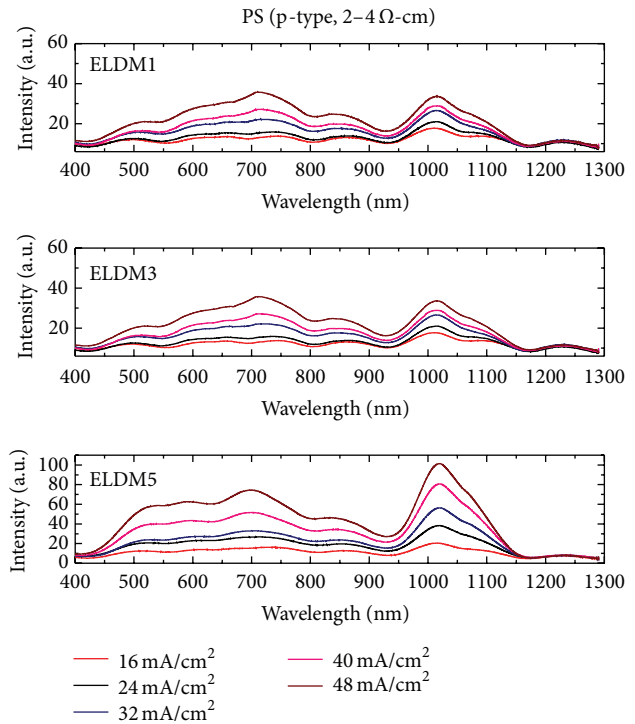 PS (p-type, 2–4 Ω-cm)
ELDM1
Intensity (a.u.)
60
40
20
400 500 600 700 800 900 1000 1100 1200 1300
Wavelength (nm)
ELDM3
Intensity (a.u.)
60
40
20
400 500 600 700 800 900 1000 1100 1200 1300
Wavelength (nm)
ELDM5
Intensity (a.u.)
100
80
60
40
20
0
400 500 600 700 800 900 1000 1100 1200 1300
Wavelength (nm)
16 mA/cm²
24 mA/cm²
32 mA/cm²
40 mA/cm²
48 mA/cm²